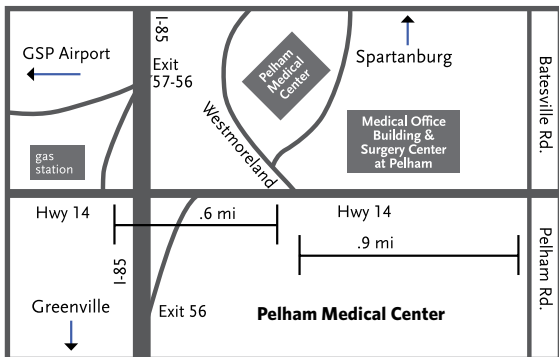 I-85
GSP Airport
Exit
57-56
Pelham
Medical
Center
Spartanburg
Westmoreland
Medical Office
Building &
Surgery Center
at Pelham
Batesville Rd.
gas
station
Hwy 14
.6 mi
Hwy 14
.9 mi
I-85
Pelham Rd.
Greenville
Exit 56
Pelham Medical Center